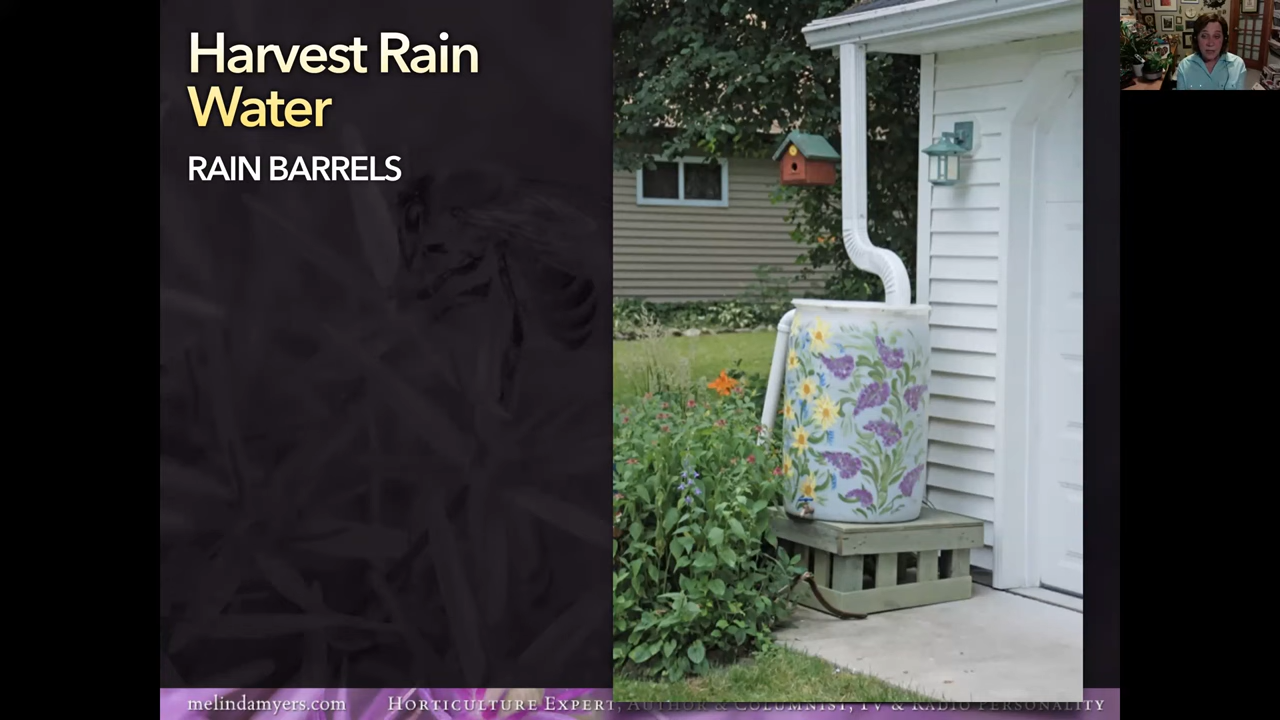 Harvest Rain
Water
RAIN BARRELS
melindamyers.com
HORTICULTURE EXPERT, AUTHOR & COLUMNIST, TV & RADIO PERSONALITY